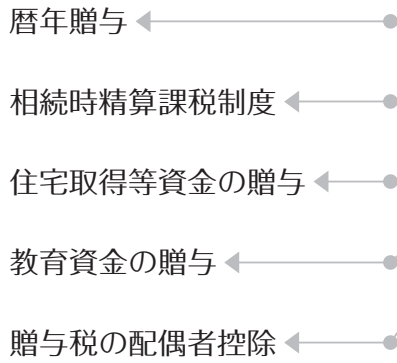 暦年贈与
相続時精算課税制度
住宅取得等資金の贈与
教育資金の贈与
贈与税の配偶者控除